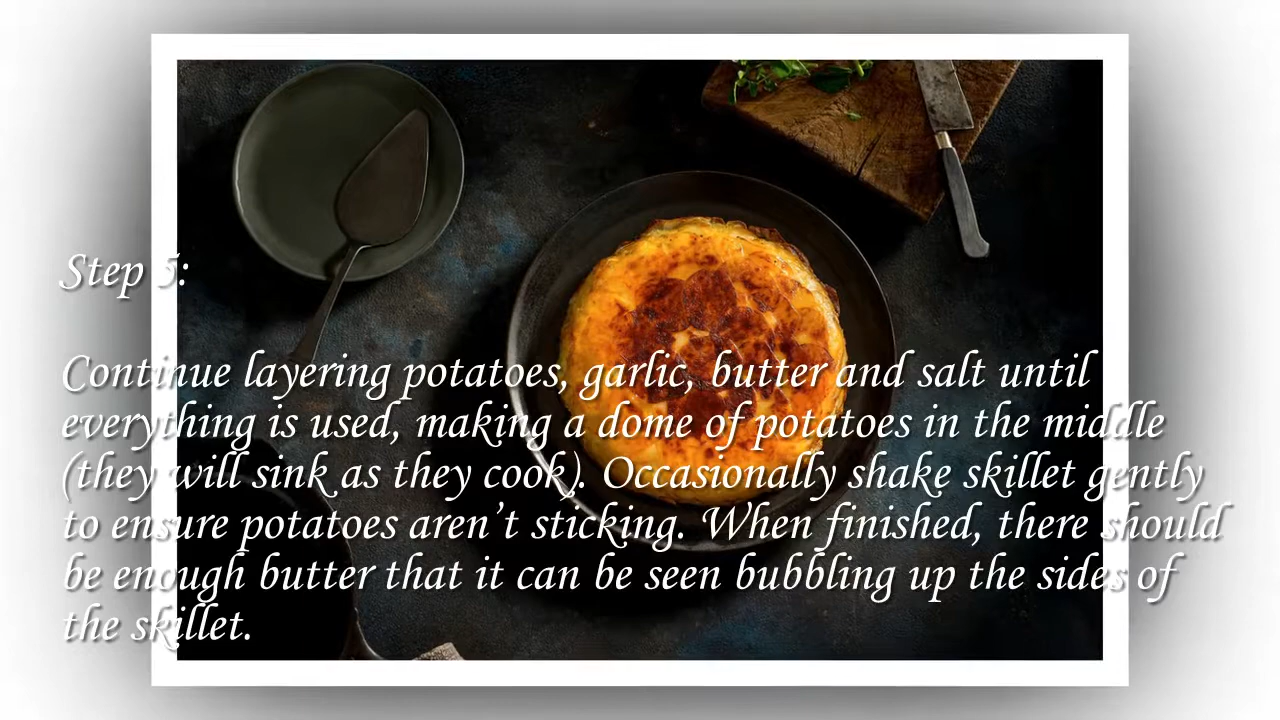 Step 5:
Continue layering potatoes, garlic, butter and salt until
everything is used, making a dome of potatoes in the middle
(they will sink as they cook). Occasionally shake skillet gently
to ensure potatoes aren’t sticking. When finished, there should
be enough butter that it can be seen bubbling up the sides of
the skillet.